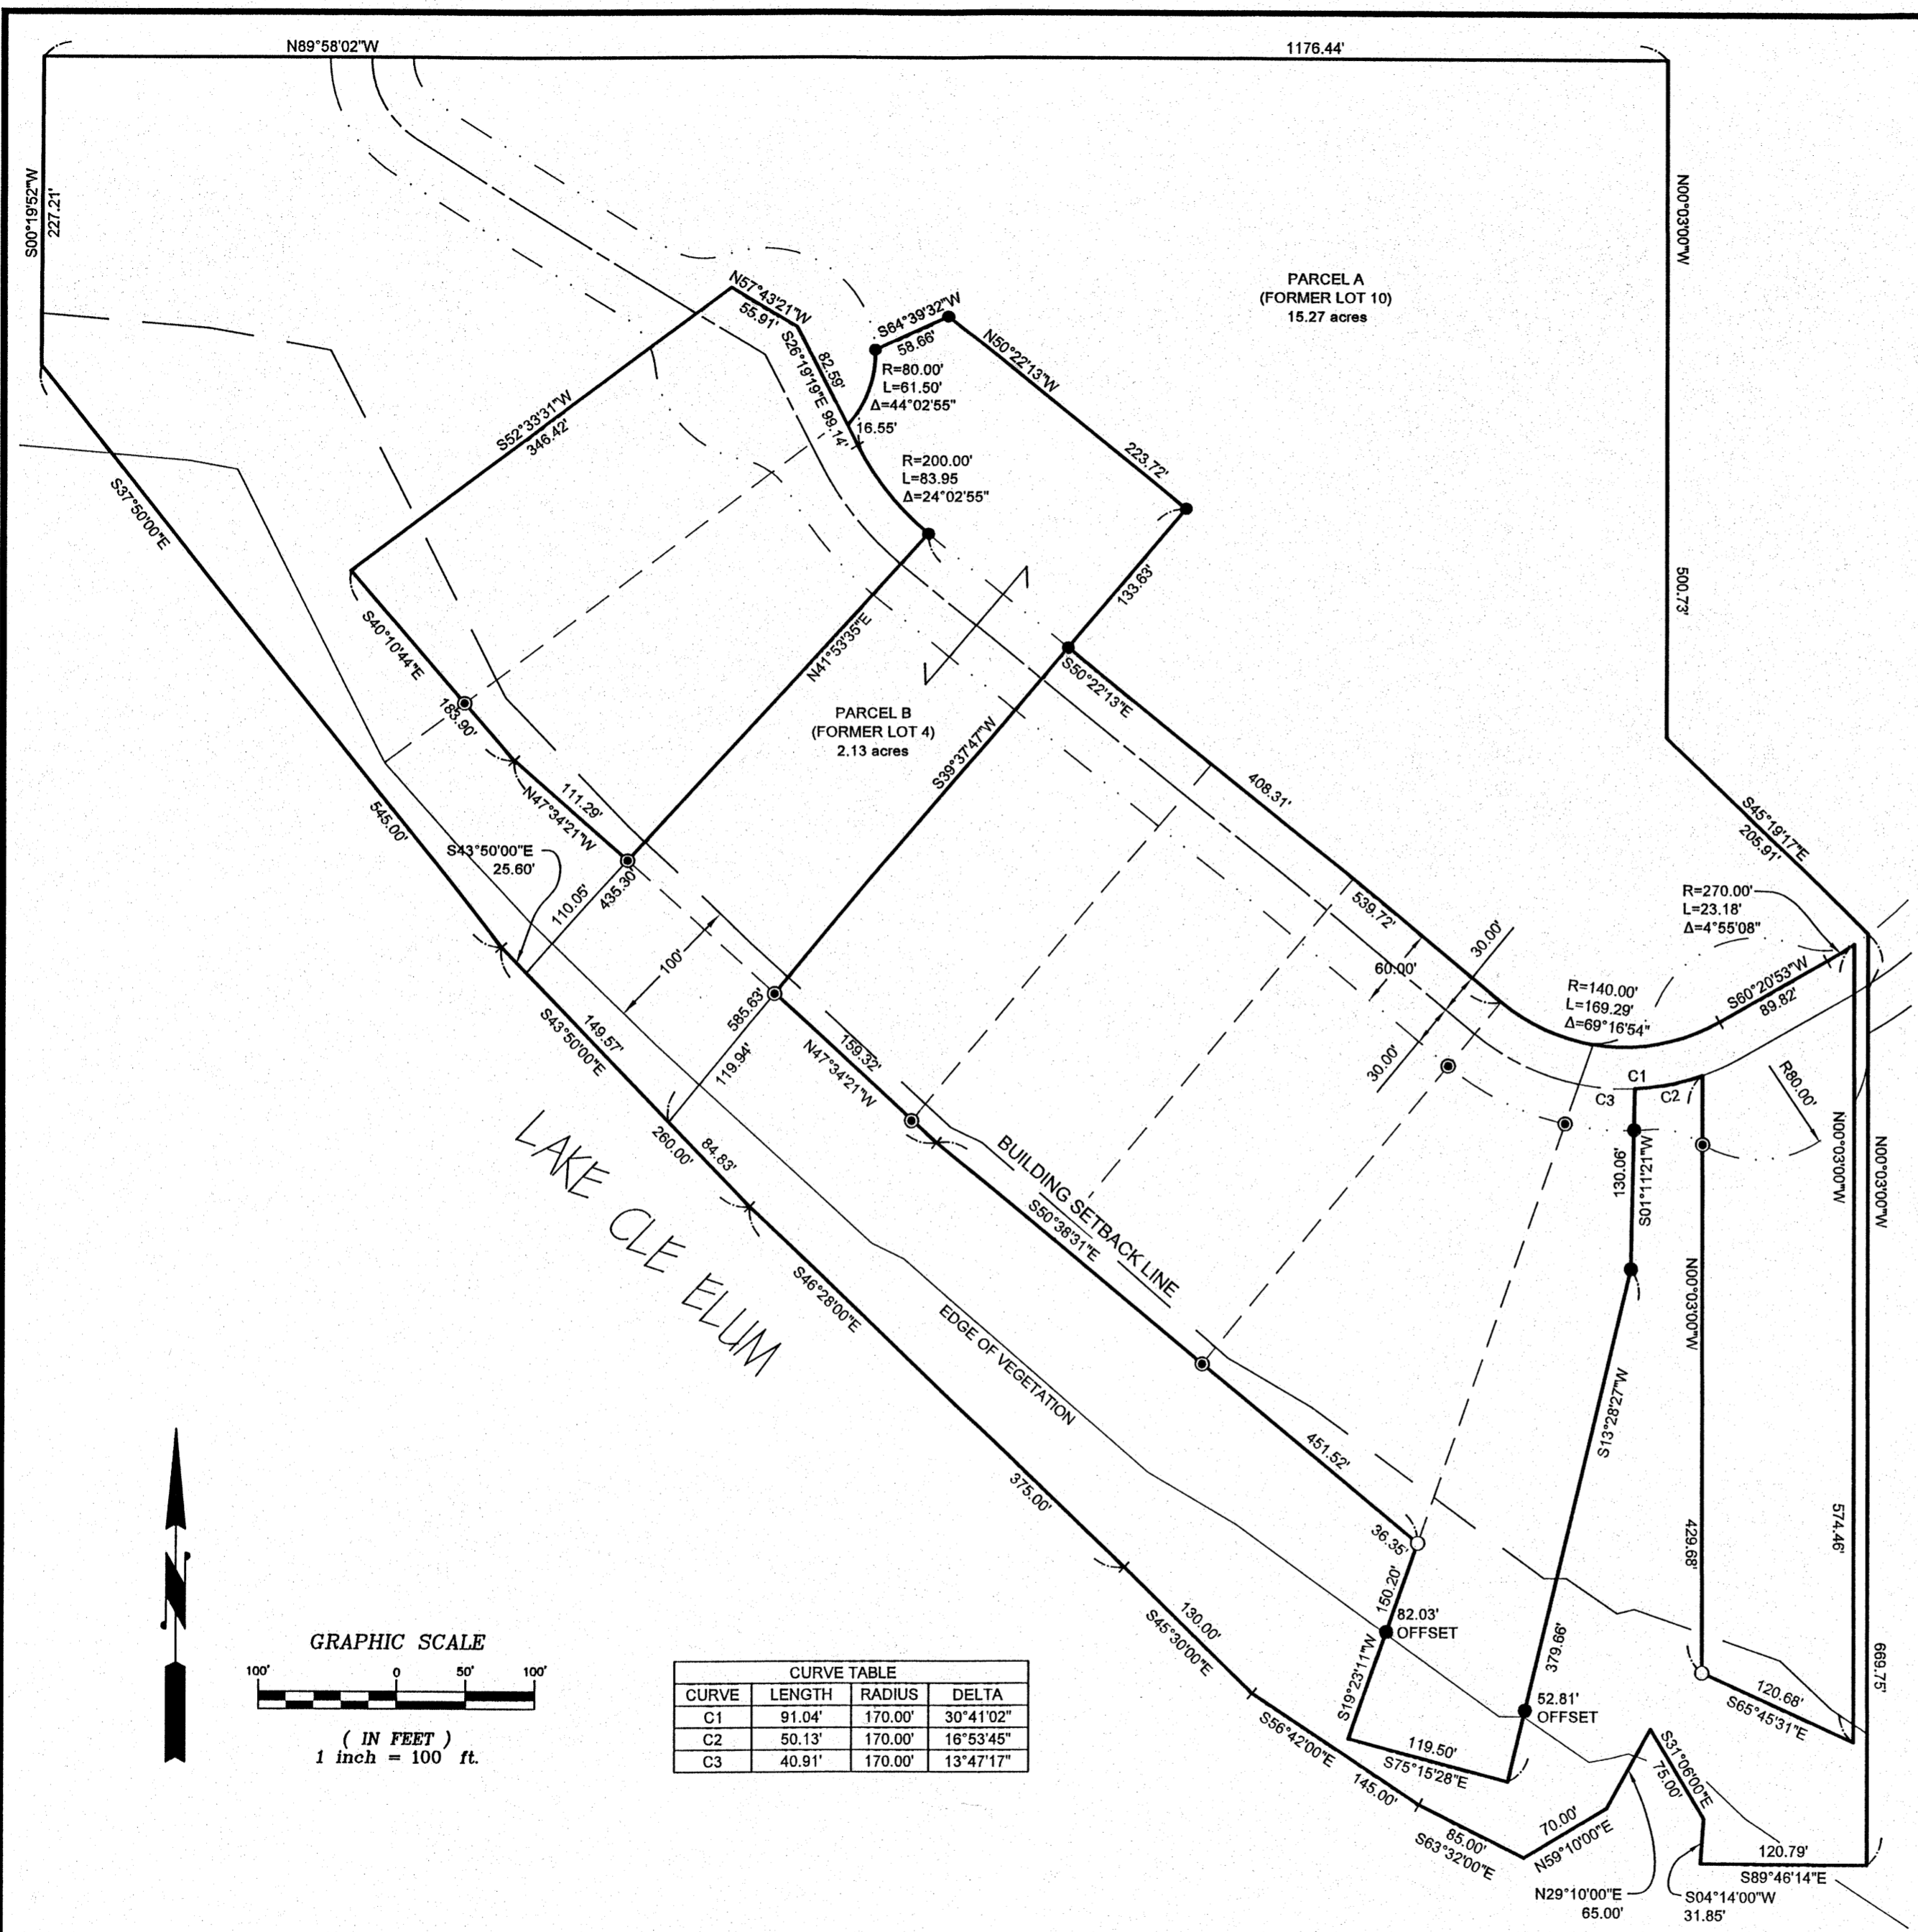 N89°58'02"W
1176.44'
S00°19'52"W
227.21'
N00°03'00"W
500.73'
PARCEL A
(FORMER LOT 10)
15.27 acres
N57°43'21"W
55.91'
S64°39'32"W
58.66'
N50°22'13"W
223.72'
82.59'
S26°19'19"E 99.14'
R=80.00'
L=61.50'
Δ=44°02'55"
16.55'
R=200.00'
L=83.95
Δ=24°02'55"
S52°33'31"W
346.42'
S37°50'00"E
545.00'
133.63'
S40°10'44"E
183.90'
N41°53'35"E
S50°22'13"E
408.31'
PARCEL B
(FORMER LOT 4)
2.13 acres
S39°37'47"W
111.29'
N47°34'21"W
S43°50'00"E
25.60'
110.05'
435.30'
100'
539.72'
30.00'
60.00'
30.00'
S45°19'17"E
205.91'
R=270.00'
L=23.18'
Δ=4°55'08"
S60°20'53"W
89.82'
R=140.00'
L=169.29'
Δ=69°16'54"
C1
C2
C3
R80.00'
149.57'
S43°50'00"E
585.63'
119.94'
159.32'
N47°34'21"W
LAKE CLE ELUM
260.00'
84.83'
BUILDING SETBACK LINE
S50°38'31"E
130.06'
S01°11'21"W
N00°03'00"W
N00°03'00"W
N00°03'00"W
S46°28'00"E
375.00'
EDGE OF VEGETATION
S13°28'27"W
451.52'
36.35'
150.20'
82.03'
OFFSET
S19°23'11"W
379.66'
429.68'
574.46'
669.75'
52.81'
OFFSET
120.68'
S65°45'31"E
130.00'
S45°30'00"E
119.50'
S75°15'28"E
S56°42'00"E
145.00'
S31°06'00"E
75.00'
70.00'
N59°10'00"E
85.00'
S63°32'00"E
120.79'
S89°46'14"E
N29°10'00"E
65.00'
S04°14'00"W
31.85'
GRAPHIC SCALE
100' 0 50' 100'
( IN FEET )
1 inch = 100 ft.
CURVE TABLE
CURVE LENGTH RADIUS DELTA
C1 91.04' 170.00' 30°41'02"
C2 50.13' 170.00' 16°53'45"
C3 40.91' 170.00' 13°47'17"